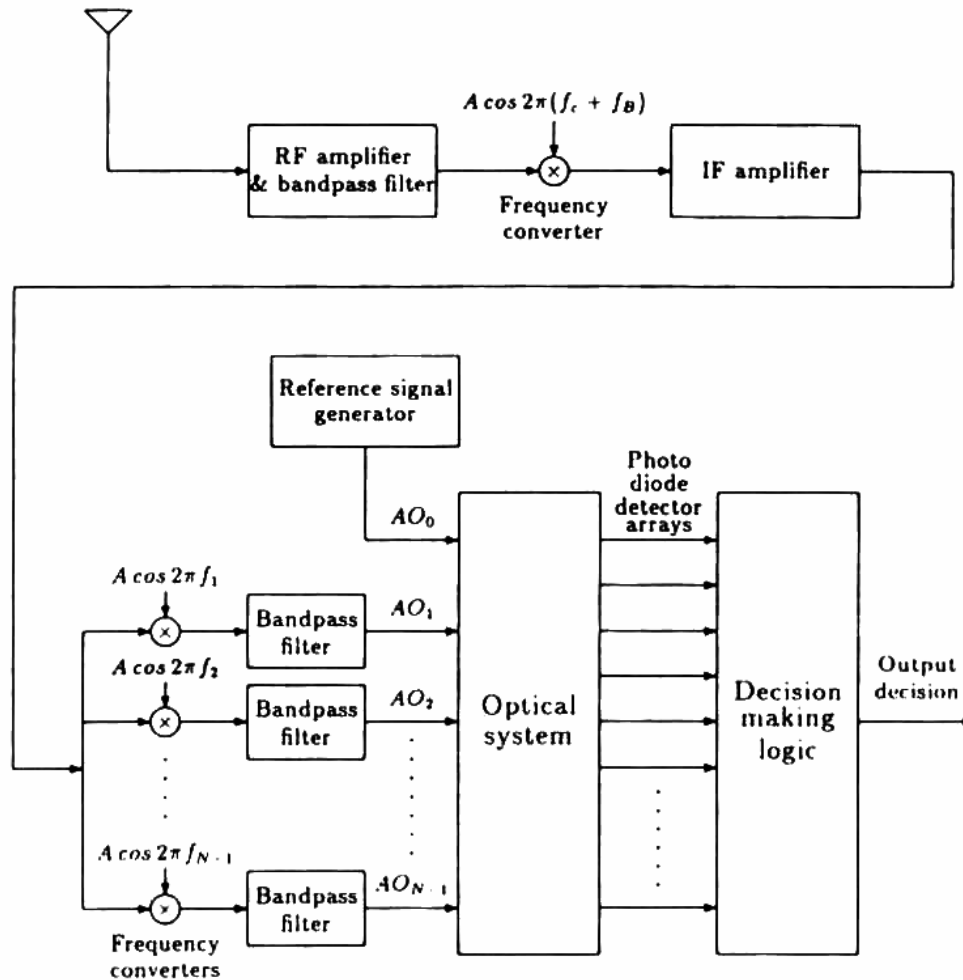 A cos 2π(f_c + f_B)
RF amplifier
& bandpass filter
IF amplifier
Frequency
converter
Reference signal
generator
Photo
diode
detector
arrays
AO_0
A cos 2π f_1
Bandpass
filter
AO_1
A cos 2π f_2
Bandpass
filter
AO_2
Optical
system
Decision
making
logic
Output
decision
A cos 2π f_{N-1}
Bandpass
filter
AO_{N-1}
Frequency
converters